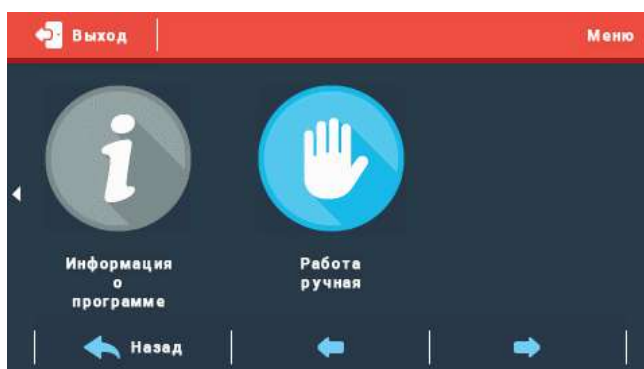 Выход
Меню
Информация
о
программе
Работа
ручная
Назад